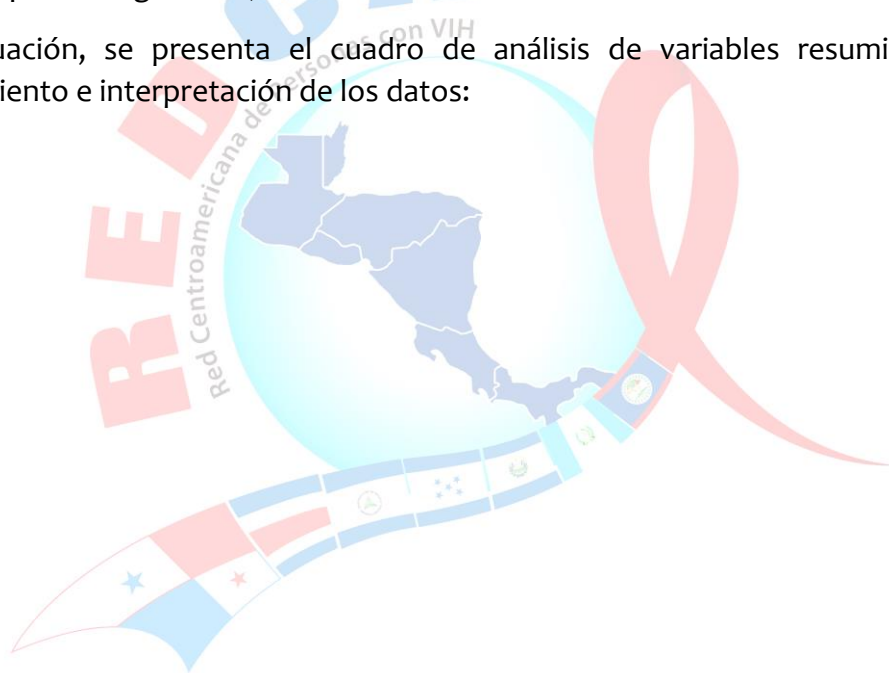 uación, se presenta el cuadro de análisis de variables resumi
iento e interpretación de los datos:
RED
Red Centroamericana de Personas con VIH